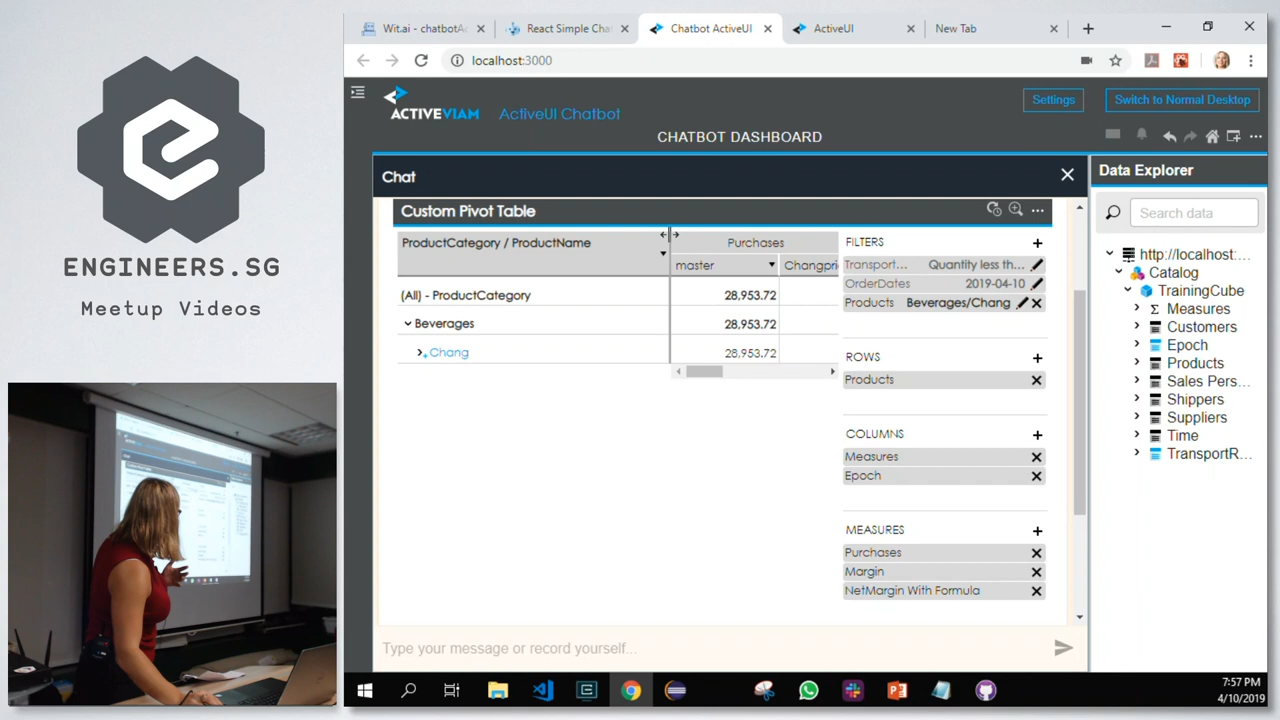 ENGINEERS.SG
Meetup Videos
Wit.ai - chatbotA
React Simple Cha
Chatbot ActiveUI
ActiveUI
New Tab
localhost:3000
ACTIVEVIAM
ActiveUI Chatbot
Settings
Switch to Normal Desktop
CHATBOT DASHBOARD
Chat
Custom Pivot Table
ProductCategory / ProductName
Purchases
master
Changpri
(All) - ProductCategory
28,953.72
Beverages
28,953.72
Chang
28,953.72
FILTERS
Transport... Quantity less th...
OrderDates 2019-04-10
Products Beverages/Chang
ROWS
Products
COLUMNS
Measures
Epoch
MEASURES
Purchases
Margin
NetMargin With Formula
Type your message or record yourself...
Data Explorer
Search data
http://localhost:...
Catalog
TrainingCube
Measures
Customers
Epoch
Products
Sales Pers...
Shippers
Suppliers
Time
TransportR...
7:57 PM
4/10/2019